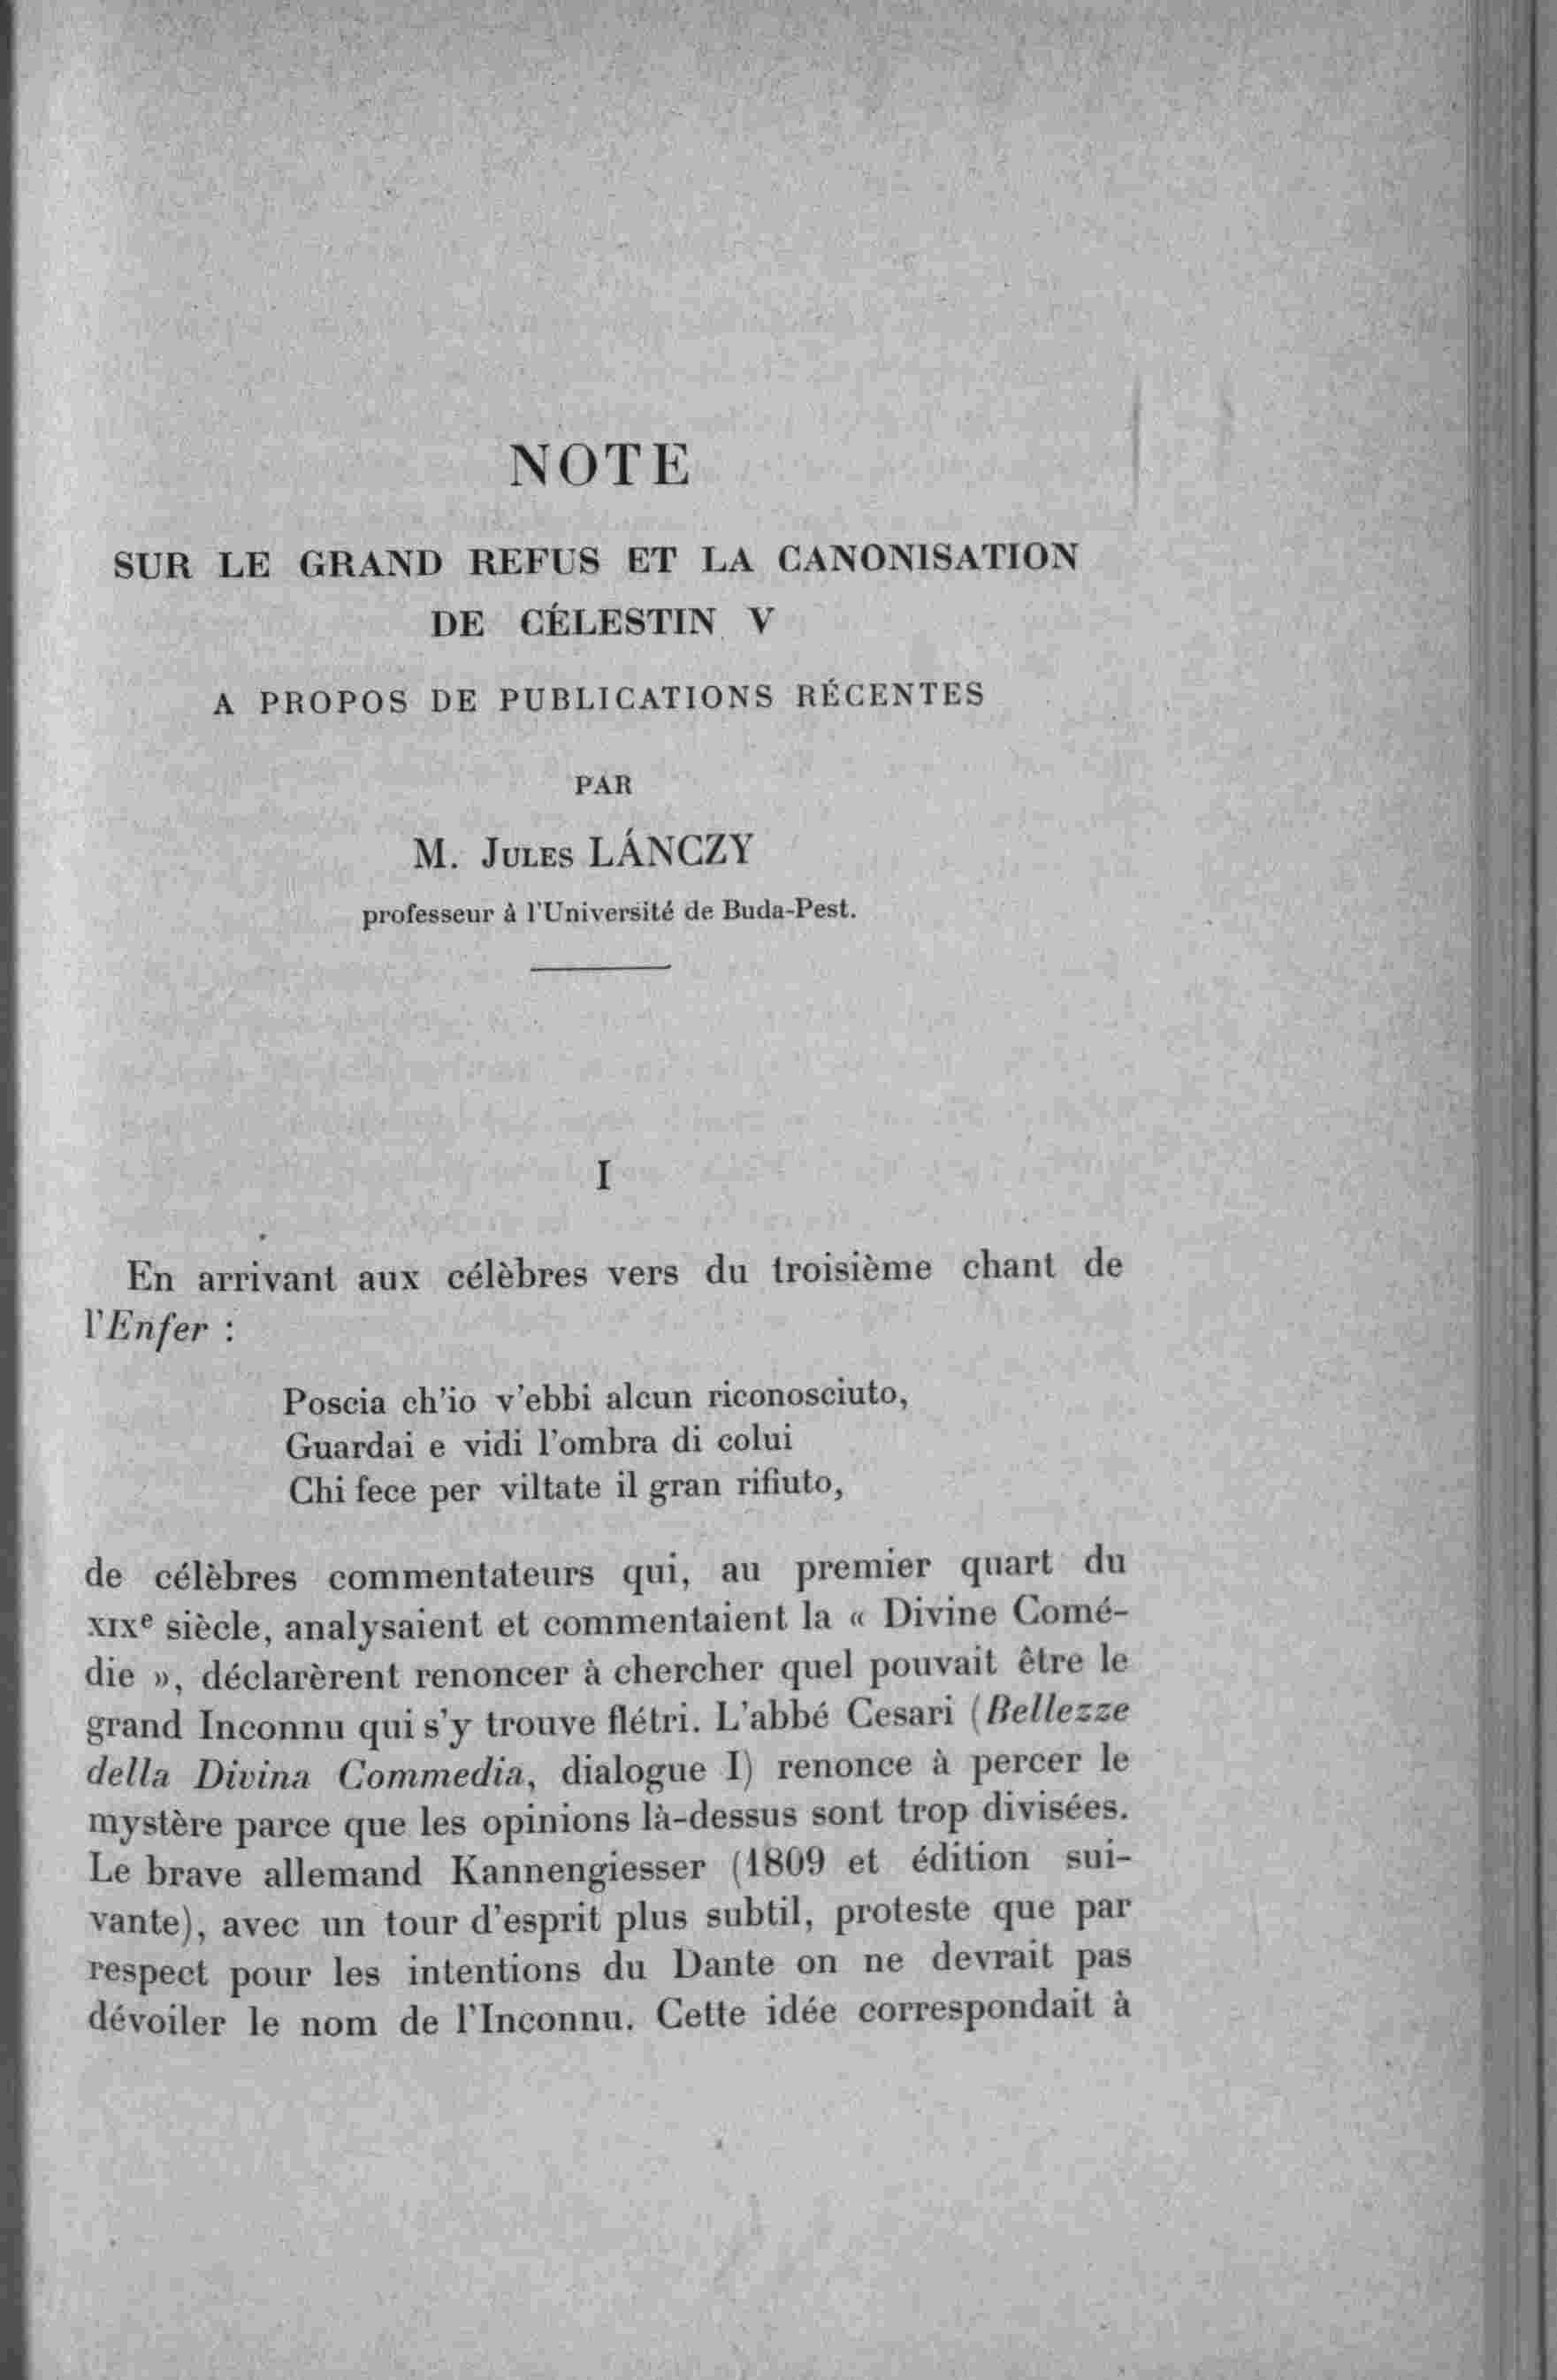 NOTE
SUR LE GRAND REFUS ET LA CANONISATION
DE CÉLESTIN V
A PROPOS DE PUBLICATIONS RÉCENTES
PAR
M. JULES LÁNCZY
professeur à l'Université de Buda-Pest.
I
En arrivant aux célèbres vers du troisième chant de
l'Enfer :
Poscia ch'io v'ebbi alcun riconosciuto,
Guardai e vidi l'ombra di colui
Chi fece per viltate il gran rifiuto,
de célèbres commentateurs qui, au premier quart du
XIXe siècle, analysaient et commentaient la « Divine Comé-
die », déclarèrent renoncer à chercher quel pouvait être le
grand Inconnu qui s'y trouve flétri. L'abbé Cesari (Bellezze
della Divina Commedia, dialogue I) renonce à percer le
mystère parce que les opinions là-dessus sont trop divisées.
Le brave allemand Kannengiesser (1809 et édition sui-
vante), avec un tour d'esprit plus subtil, proteste que par
respect pour les intentions du Dante on ne devrait pas
dévoiler le nom de l'Inconnu. Cette idée correspondait à